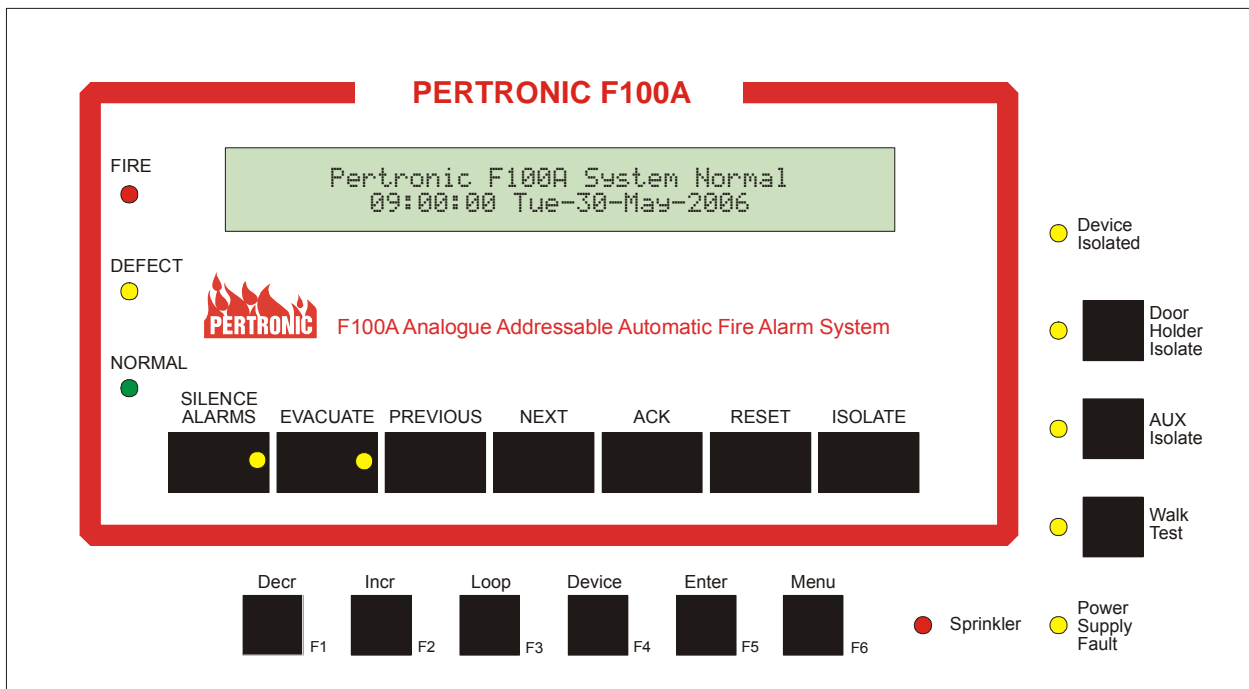 PERTRONIC F100A
FIRE
Pertronic F100A System Normal
09:00:00 Tue-30-May-2006
DEFECT
PERTRONIC
F100A Analogue Addressable Automatic Fire Alarm System
NORMAL
SILENCE
ALARMS
EVACUATE
PREVIOUS
NEXT
ACK
RESET
ISOLATE
Device
Isolated
Door
Holder
Isolate
AUX
Isolate
Walk
Test
Decr
Incr
Loop
Device
Enter
Menu
F1
F2
F3
F4
F5
F6
Sprinkler
Power
Supply
Fault